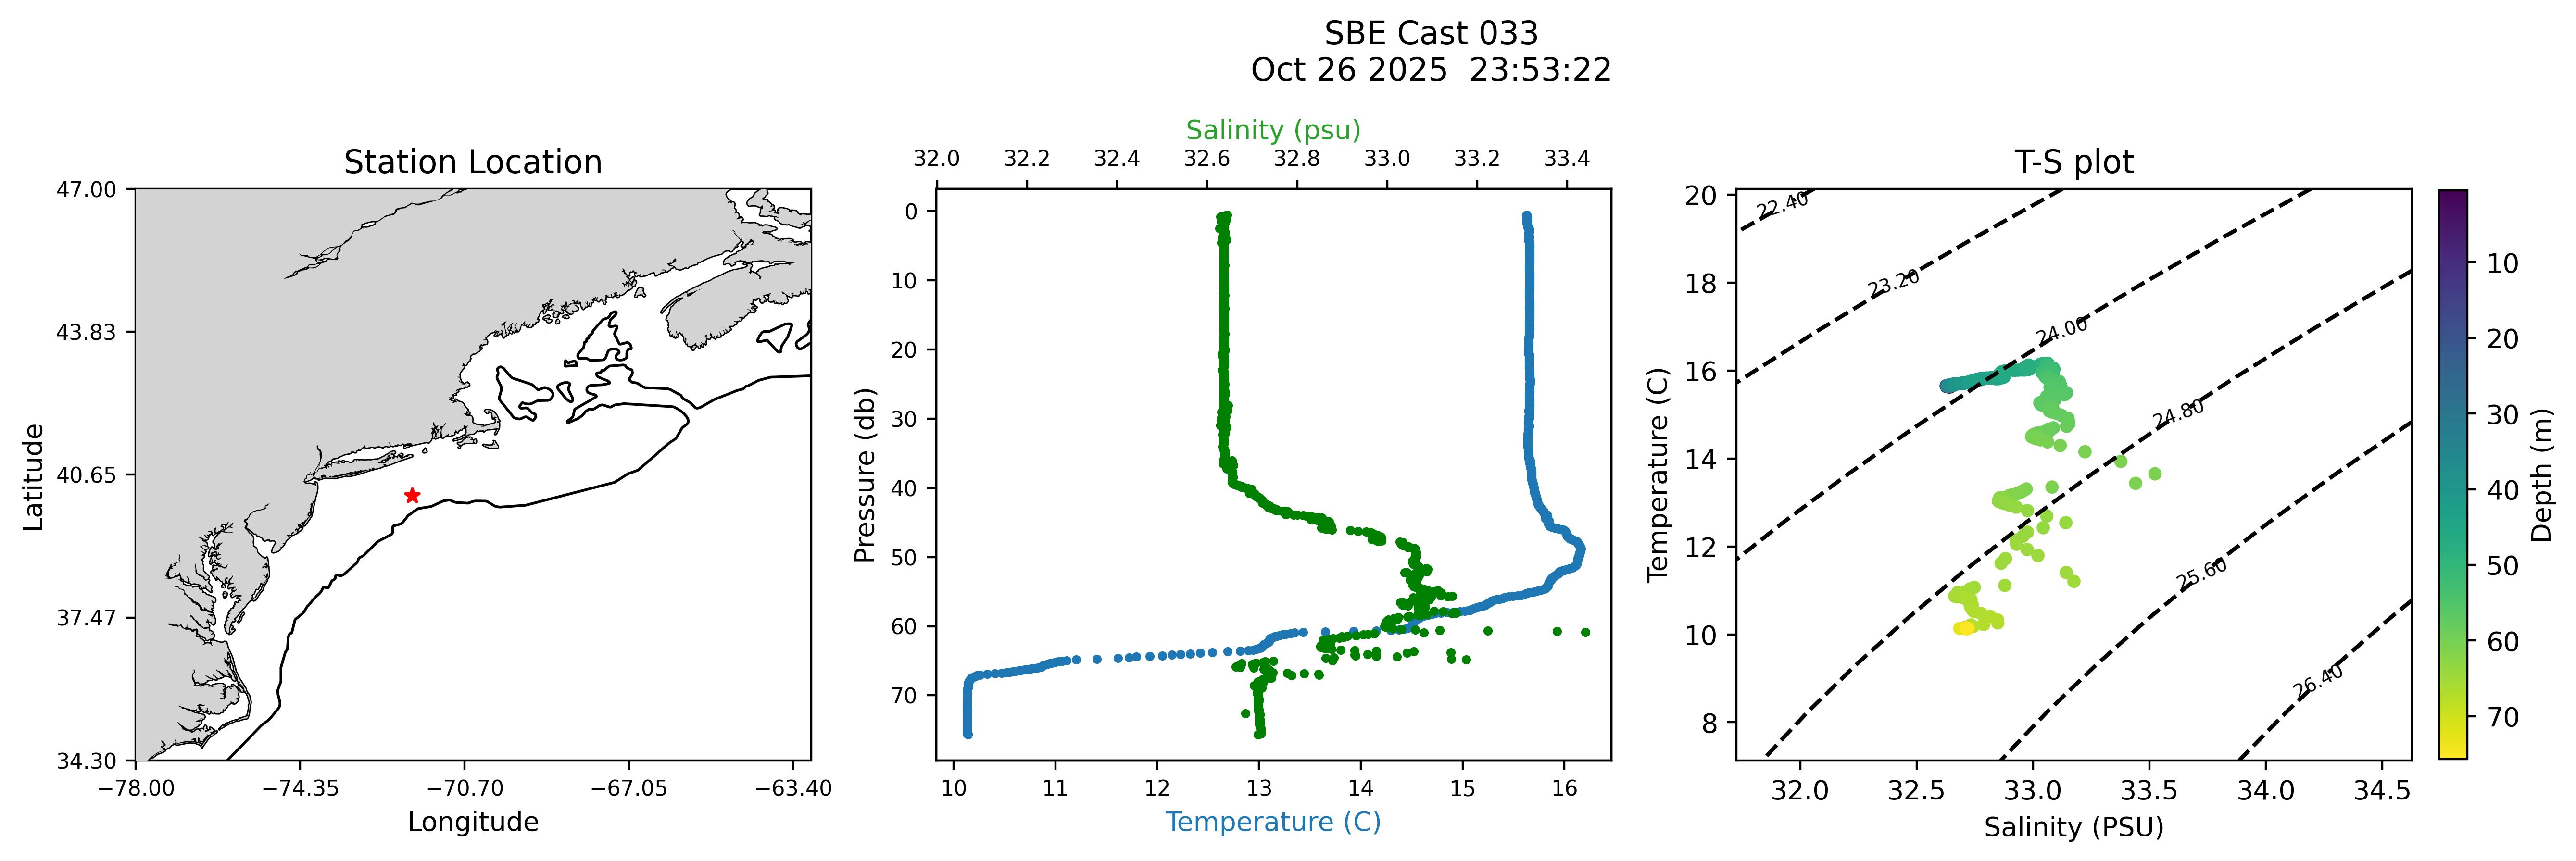 SBE Cast 033
Oct 26 2025  23:53:22
Station Location
47.00
43.83
40.65
37.47
34.30
Latitude
−78.00 −74.35 −70.70 −67.05 −63.40
Longitude
Salinity (psu)
32.0 32.2 32.4 32.6 32.8 33.0 33.2 33.4
0
10
20
30
40
50
60
70
Pressure (db)
10 11 12 13 14 15 16
Temperature (C)
T-S plot
20
18
16
14
12
10
8
Temperature (C)
22.40
23.20
24.00
24.80
25.60
26.40
32.0 32.5 33.0 33.5 34.0 34.5
Salinity (PSU)
10
20
30
40
50
60
70
Depth (m)